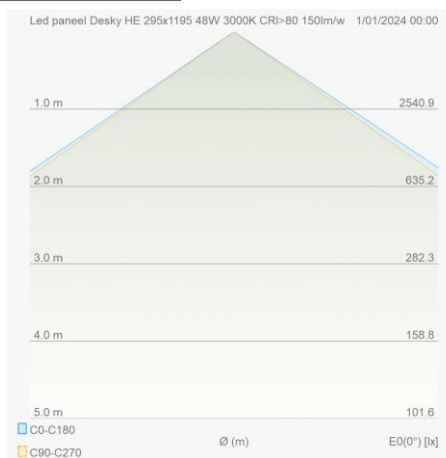 Led paneel Desky HE 295x1195 48W 3000K CRI>80 150lm/w 1/01/2024 00:00
1.0 m 2540.9
2.0 m 635.2
3.0 m 282.3
4.0 m 158.8
5.0 m 101.6
C0-C180
Ø (m) E0(0°) [lx]
C90-C270